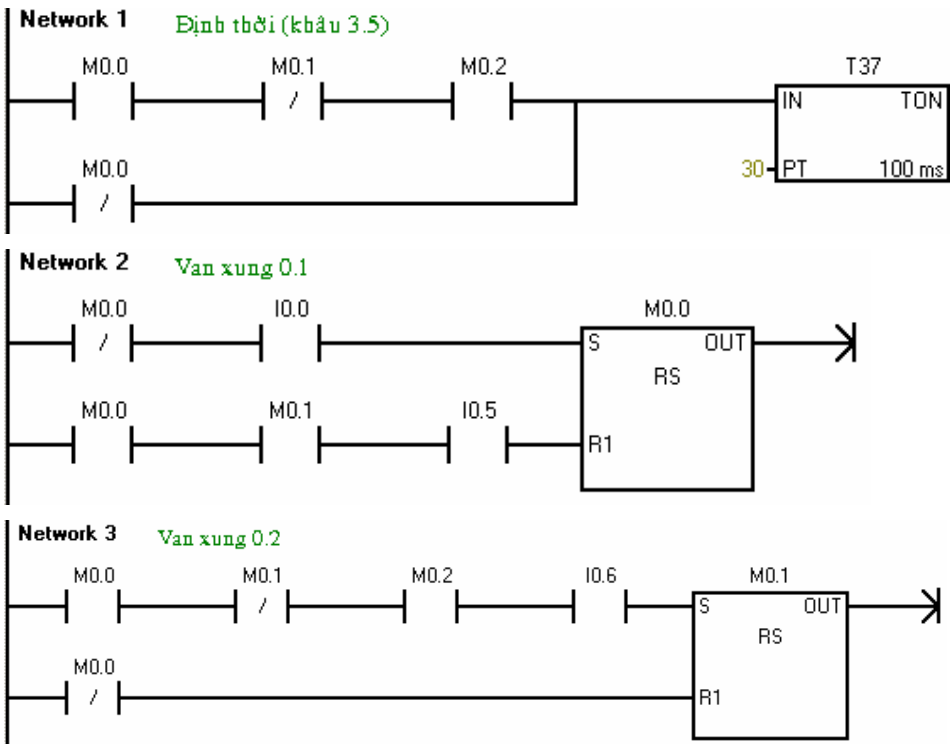 Network 1 Định thời (khâu 3.5)
M0.0 M0.1 M0.2 T37
/ IN TON
M0.0 30 PT 100 ms
/
Network 2 Van xung 0.1
M0.0 I0.0 M0.0
/ S OUT
RS
M0.0 M0.1 I0.5
R1
Network 3 Van xung 0.2
M0.0 M0.1 M0.2 I0.6 M0.1
/ S OUT
RS
M0.0
/ R1